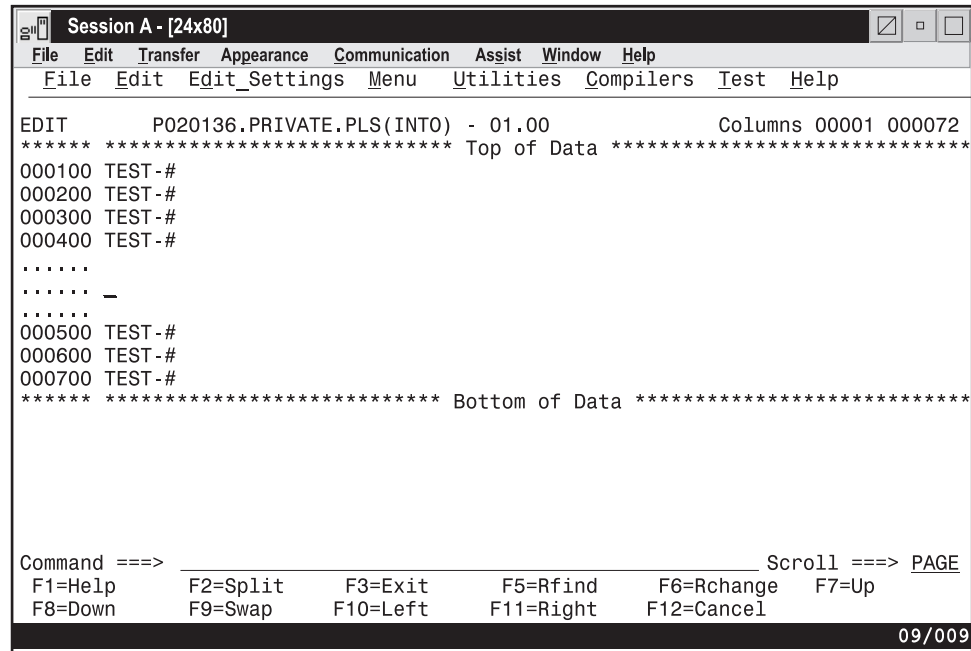 Session A - [24x80]
File Edit Transfer Appearance Communication Assist Window Help
File Edit Edit_Settings Menu Utilities Compilers Test Help
EDIT P020136.PRIVATE.PLS(INTO) - 01.00 Columns 00001 000072
****** ***************************** Top of Data ******************************
000100 TEST-#
000200 TEST-#
000300 TEST-#
000400 TEST-#
......
...... _
......
000500 TEST-#
000600 TEST-#
000700 TEST-#
****** **************************** Bottom of Data ****************************
Command ===> Scroll ===> PAGE
F1=Help F2=Split F3=Exit F5=Rfind F6=Rchange F7=Up
F8=Down F9=Swap F10=Left F11=Right F12=Cancel
09/009